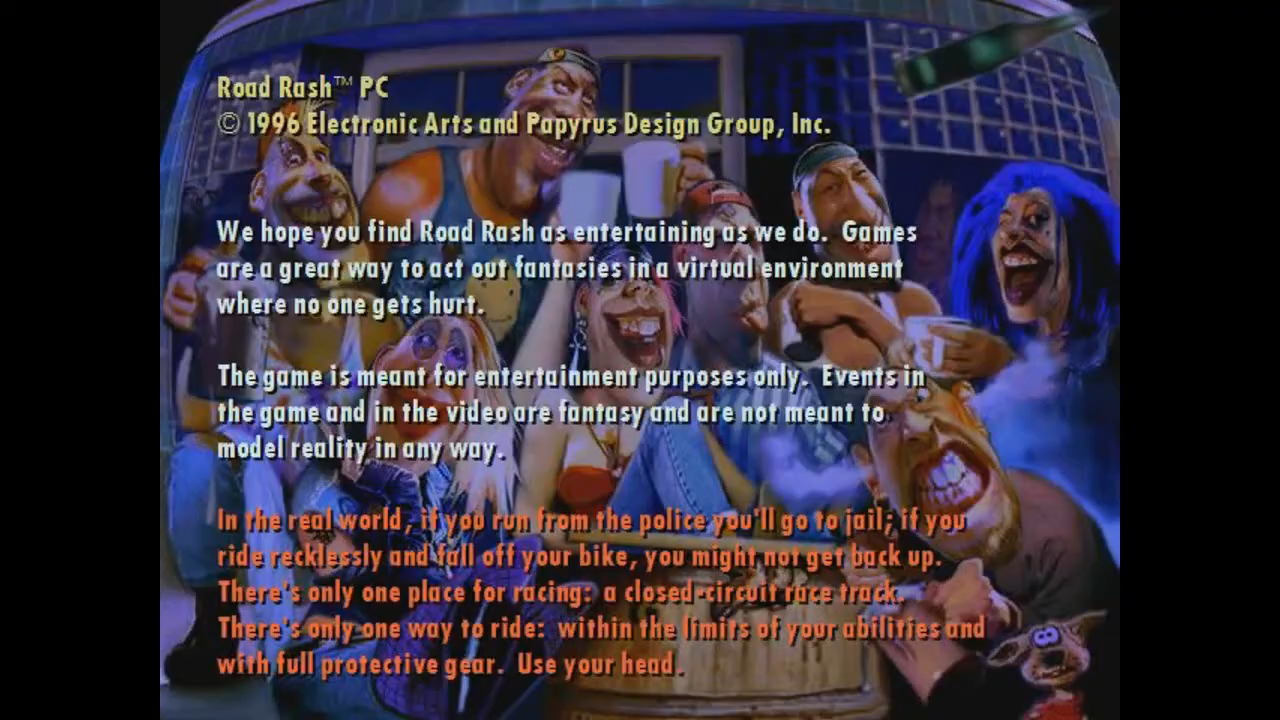 Road Rash™ PC
© 1996 Electronic Arts and Papyrus Design Group, Inc.
We hope you find Road Rash as entertaining as we do. Games
are a great way to act out fantasies in a virtual environment
where no one gets hurt.
The game is meant for entertainment purposes only. Events in
the game and in the video are fantasy and are not meant to
model reality in any way.
In the real world, if you run from the police you'll go to jail; if you
ride recklessly and fall off your bike, you might not get back up.
There's only one place for racing: a closed-circuit race track.
There's only one way to ride: within the limits of your abilities and
with full protective gear. Use your head.
8